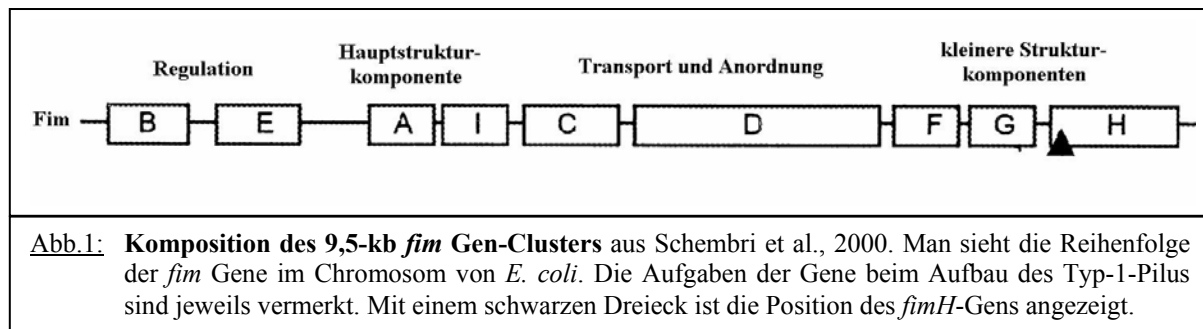 Regulation
Hauptstruktur-
komponente
Transport und Anordnung
kleinere Struktur-
komponenten
Fim B E A I C D F G H
Abb.1: Komposition des 9,5-kb fim Gen-Clusters aus Schembri et al., 2000. Man sieht die Reihenfolge
der fim Gene im Chromosom von E. coli. Die Aufgaben der Gene beim Aufbau des Typ-1-Pilus
sind jeweils vermerkt. Mit einem schwarzen Dreieck ist die Position des fimH-Gens angezeigt.